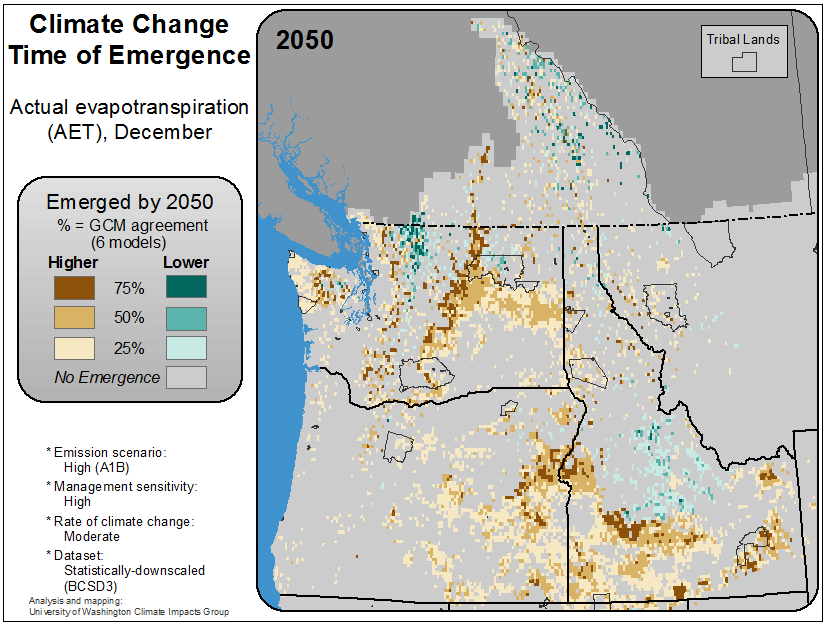 Climate Change
Time of Emergence
Actual evapotranspiration
(AET), December
Emerged by 2050
% = GCM agreement
(6 models)
Higher Lower
75%
50%
25%
No Emergence
* Emission scenario:
High (A1B)
* Management sensitivity:
High
* Rate of climate change:
Moderate
* Dataset:
Statistically-downscaled
(BCSD3)
Analysis and mapping:
University of Washington Climate Impacts Group
2050
Tribal Lands